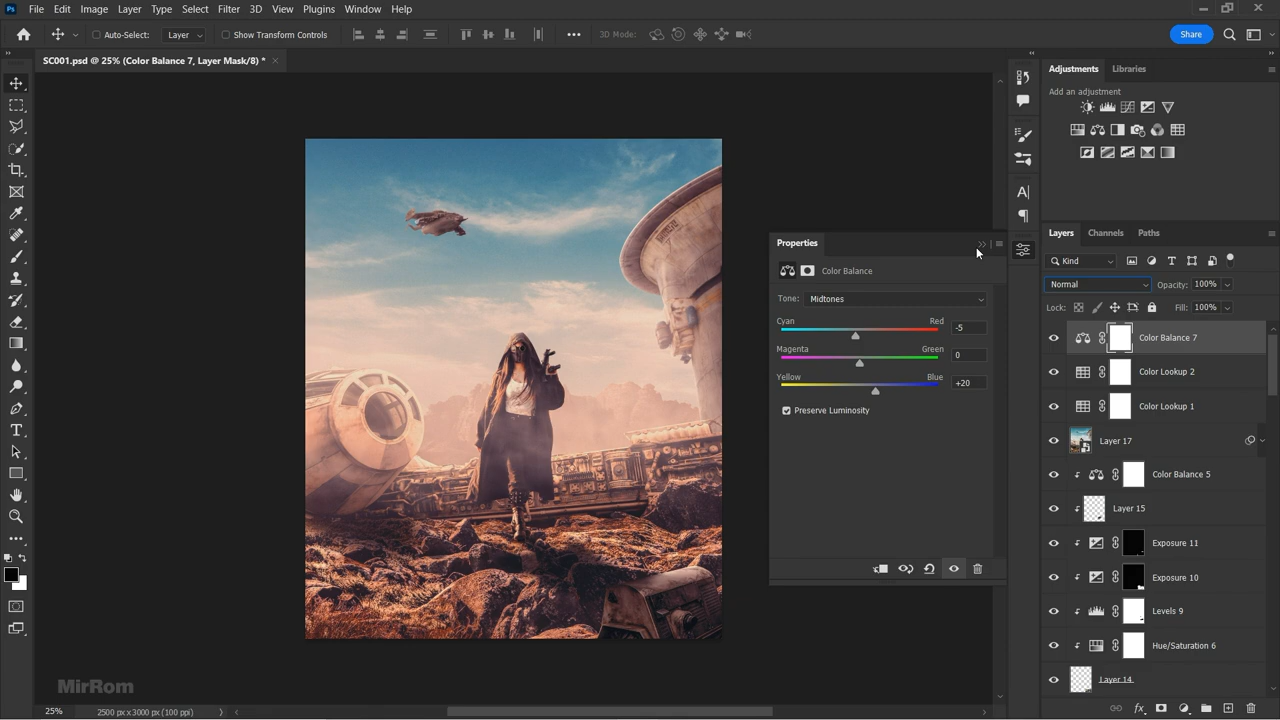 Ps File Edit Image Layer Type Select Filter 3D View Plugins Window Help
Auto-Select: Layer Show Transform Controls 3D Mode: Share
SC001.psd @ 25% (Color Balance 7, Layer Mask/8) *
Adjustments Libraries
Add an adjustment
Properties
Color Balance
Tone: Midtones
Cyan Red -5
Magenta Green 0
Yellow Blue +20
Preserve Luminosity
Layers Channels Paths
Kind
Normal Opacity: 100%
Lock: Fill: 100%
Color Balance 7
Color Lookup 2
Color Lookup 1
Layer 17
Color Balance 5
Layer 15
Exposure 11
Exposure 10
Levels 9
Hue/Saturation 6
Layer 14
MirRom
25% 2500 px x 3000 px (100 ppi)